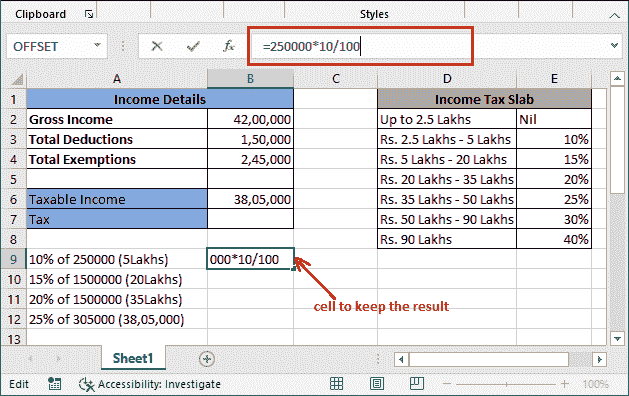 Clipboard Styles
OFFSET fx =250000*10/100
A B C D E
1 Income Details Income Tax Slab
2 Gross Income 42,00,000 Up to 2.5 Lakhs Nil
3 Total Deductions 1,50,000 Rs. 2.5 Lakhs - 5 Lakhs 10%
4 Total Exemptions 2,45,000 Rs. 5 Lakhs - 20 Lakhs 15%
5 Rs. 20 Lakhs - 35 Lakhs 20%
6 Taxable Income 38,05,000 Rs. 35 Lakhs - 50 Lakhs 25%
7 Tax Rs. 50 Lakhs - 90 Lakhs 30%
8 Rs. 90 Lakhs 40%
9 10% of 250000 (5Lakhs) 000*10/100
10 15% of 1500000 (20Lakhs)
cell to keep the result
11 20% of 1500000 (35Lakhs)
12 25% of 305000 (38,05,000)
13
Sheet1
Edit Accessibility: Investigate 100%